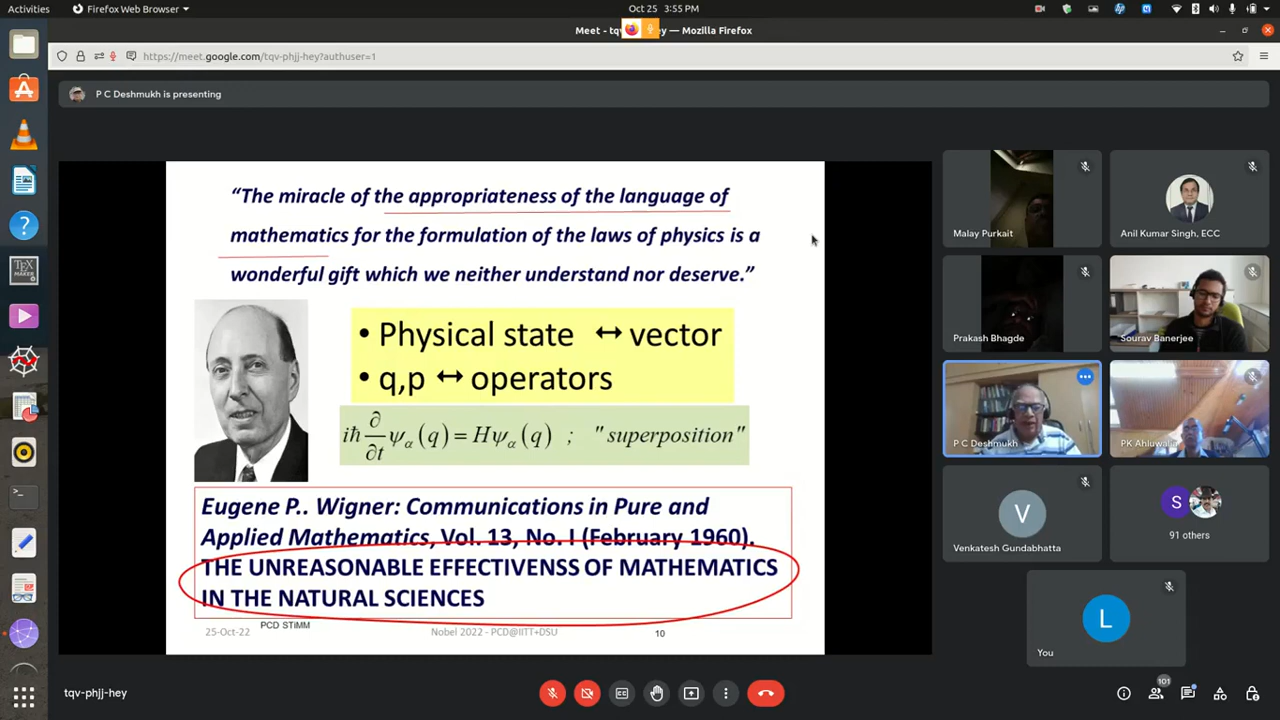 Activities
Firefox Web Browser
Oct 25 3:55 PM
Meet - tqv-phjj-hey — Mozilla Firefox
https://meet.google.com/tqv-phjj-hey?authuser=1
P C Deshmukh is presenting
“The miracle of the appropriateness of the language of
mathematics for the formulation of the laws of physics is a
wonderful gift which we neither understand nor deserve.”
• Physical state ↔ vector
• q,p ↔ operators
iħ ∂/∂t ψα(q) = Hψα(q) ; "superposition"
Eugene P.. Wigner: Communications in Pure and
Applied Mathematics, Vol. 13, No. I (February 1960).
THE UNREASONABLE EFFECTIVENSS OF MATHEMATICS
IN THE NATURAL SCIENCES
25-Oct-22
PCD STiMM
Nobel 2022 - PCD@IITT+DSU
10
Malay Purkait
Anil Kumar Singh, ECC
Prakash Bhagde
Sourav Banerjee
P C Deshmukh
PK Ahluwalia
V
Venkatesh Gundabhatta
S
91 others
L
You
tqv-phjj-hey
101